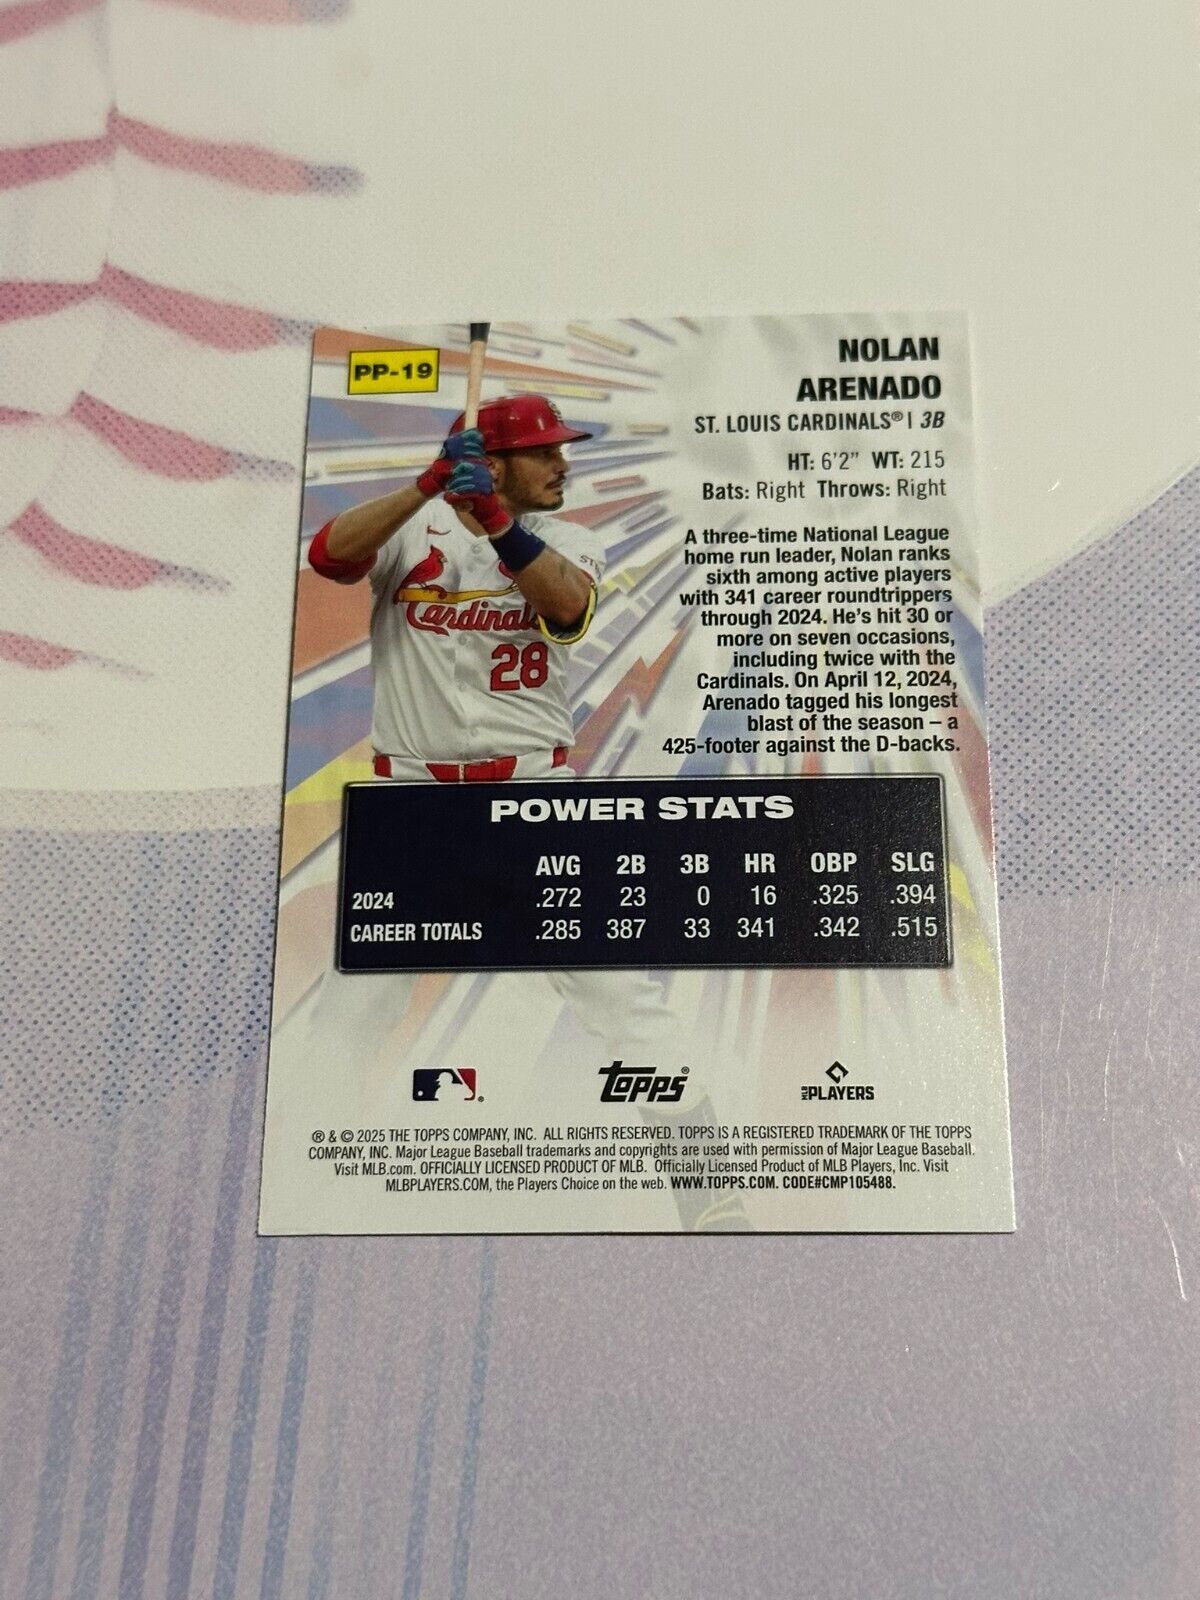 PP-19
NOLAN
ARENADO
ST. LOUIS CARDINALS® | 3B
HT: 6'2" WT: 215
Bats: Right Throws: Right
A three-time National League
home run leader, Nolan ranks
sixth among active players
with 341 career roundtrippers
through 2024. He's hit 30 or
more on seven occasions,
including twice with the
Cardinals. On April 12, 2024,
Arenado tagged his longest
blast of the season – a
425-footer against the D-backs.
Cardinals
28
POWER STATS
AVG 2B 3B HR OBP SLG
2024 .272 23 0 16 .325 .394
CAREER TOTALS .285 387 33 341 .342 .515
Topps®
MLB PLAYERS
® & © 2025 THE TOPPS COMPANY, INC. ALL RIGHTS RESERVED. TOPPS IS A REGISTERED TRADEMARK OF THE TOPPS
COMPANY, INC. Major League Baseball trademarks and copyrights are used with permission of Major League Baseball.
Visit MLB.com. OFFICIALLY LICENSED PRODUCT OF MLB. Officially Licensed Product of MLB Players, Inc. Visit
MLBPLAYERS.COM, the Players Choice on the web. WWW.TOPPS.COM. CODE#CMP105488.